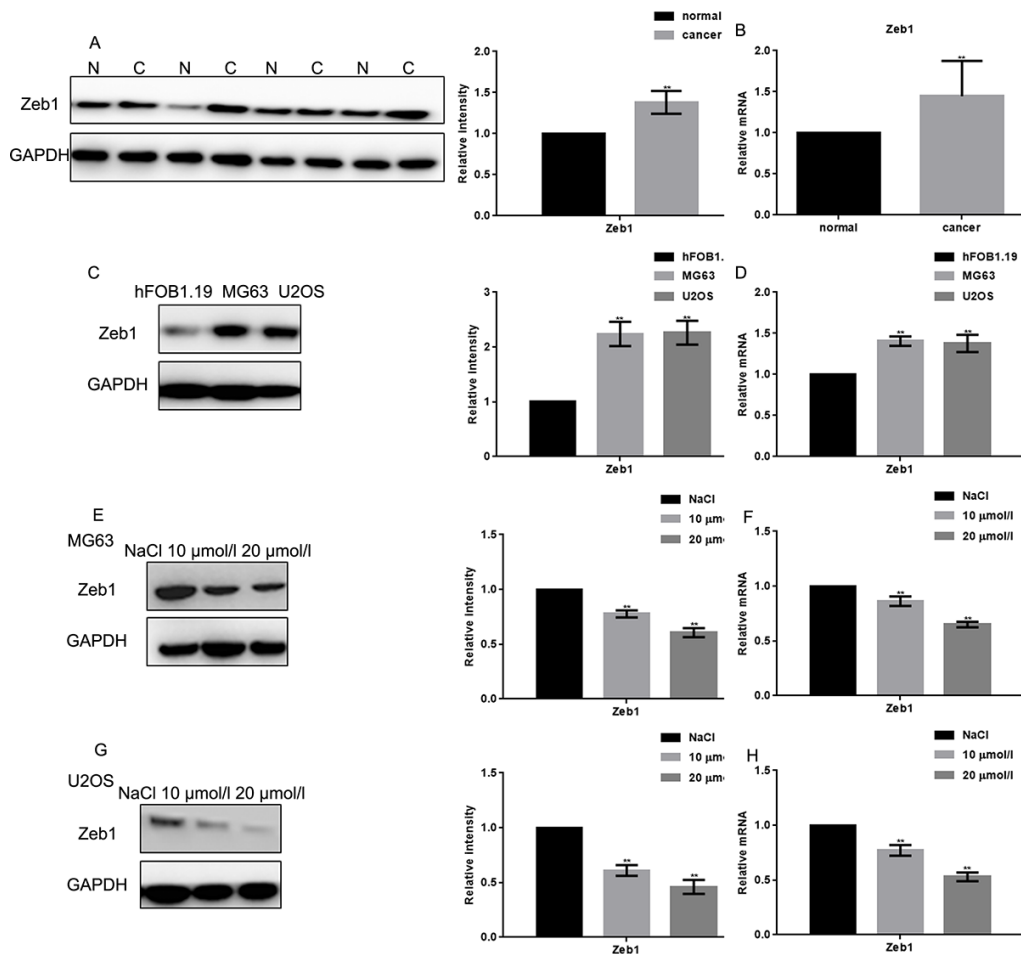 A
N C N C N C N C
Zeb1
GAPDH
normal
cancer
Relative Intensity
2.0
1.5
1.0
0.5
0.0
**
Zeb1
B
Zeb1
Relative mRNA
2.0
1.5
1.0
0.5
0.0
**
normal cancer
C
hFOB1.19 MG63 U2OS
Zeb1
GAPDH
hFOB1.
MG63
U2OS
Relative Intensity
3
2
1
0
** **
Zeb1
D
hFOB1.19
MG63
U2OS
Relative mRNA
2.0
1.5
1.0
0.5
0.0
** **
Zeb1
E
MG63
NaCl 10 μmol/l 20 μmol/l
Zeb1
GAPDH
NaCl
10 μm
20 μm
Relative Intensity
1.5
1.0
0.5
0.0
** **
Zeb1
F
NaCl
10 μmol/l
20 μmol/l
Relative mRNA
1.5
1.0
0.5
0.0
** **
Zeb1
G
U2OS
NaCl 10 μmol/l 20 μmol/l
Zeb1
GAPDH
NaCl
10 μm
20 μm
Relative Intensity
1.5
1.0
0.5
0.0
** **
Zeb1
H
NaCl
10 μmol/l
20 μmol/l
Relative mRNA
1.5
1.0
0.5
0.0
** **
Zeb1